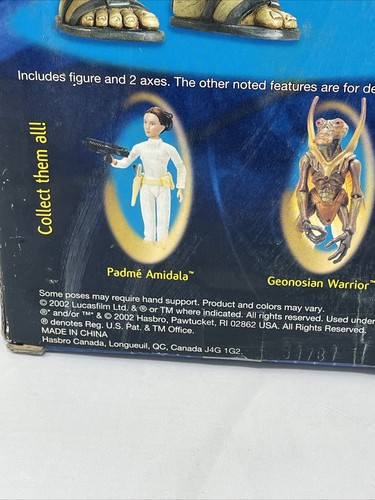 Includes figure and 2 axes. The other noted features are for de
Collect them all!
Padmé Amidala™
Geonosian Warrior™
Some poses may require hand support. Product and colors may vary.
© 2002 Lucasfilm Ltd. & ® or TM where indicated. All rights reserved. Used under
®* and/or ™* & © 2002 Hasbro, Pawtucket, RI 02862 USA. All Rights Reserved.
® denotes Reg. U.S. Pat. & TM Office.
MADE IN CHINA
Hasbro Canada, Longueuil, QC, Canada J4G 1G2.